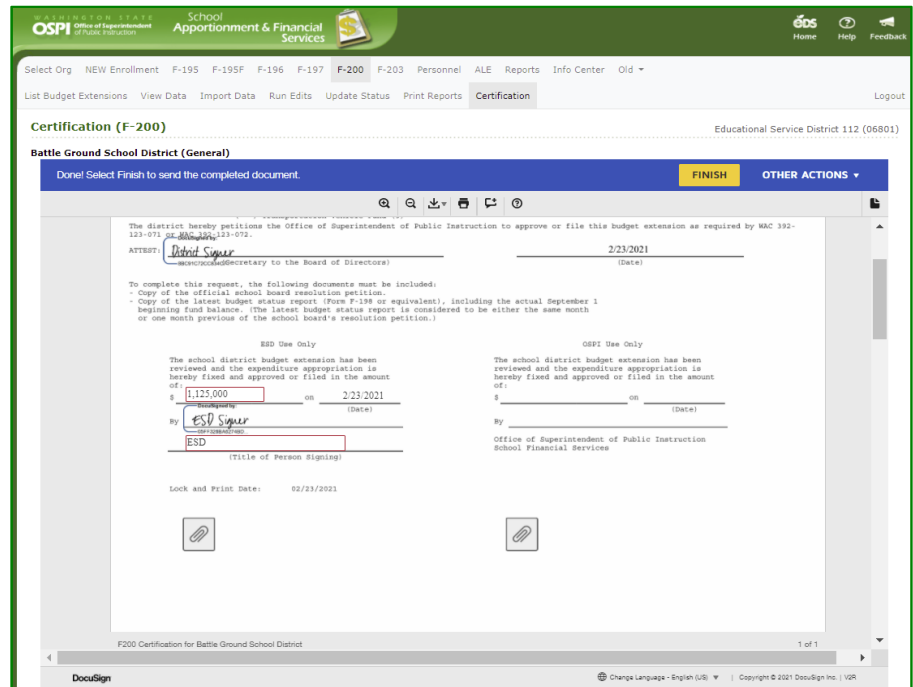 WASHINGTON STATE
OSPI Office of Superintendent of Public Instruction
School Apportionment & Financial Services
EDS Home Help Feedback
Select Org NEW Enrollment F-195 F-195F F-196 F-197 F-200 F-203 Personnel ALE Reports Info Center Old
List Budget Extensions View Data Import Data Run Edits Update Status Print Reports Certification Logout
Certification (F-200) Educational Service District 112 (06801)
Battle Ground School District (General)
Done! Select Finish to send the completed document. FINISH OTHER ACTIONS
The district hereby petitions the Office of Superintendent of Public Instruction to approve or file this budget extension as required by WAC 392-
123-071 or WAC 392-123-072.
DocuSigned by:
ATTEST: District Signer 2/23/2021
Secretary to the Board of Directors) (Date)
To complete this request, the following documents must be included:
- Copy of the official school board resolution petition.
- Copy of the latest budget status report (Form F-198 or equivalent), including the actual September 1
beginning fund balance. (The latest budget status report is considered to be either the same month
or one month previous of the school board's resolution petition.)
ESD Use Only
The school district budget extension has been
reviewed and the expenditure appropriation is
hereby fixed and approved or filed in the amount
of:
$ 1,125,000 on 2/23/2021
(Date)
DocuSigned by:
By ESD Signer
ESD
(Title of Person Signing)
OSPI Use Only
The school district budget extension has been
reviewed and the expenditure appropriation is
hereby fixed and approved or filed in the amount
of:
$ on
(Date)
By
Office of Superintendent of Public Instruction
School Financial Services
Lock and Print Date: 02/23/2021
F200 Certification for Battle Ground School District 1 of 1
DocuSign Change Language - English (US) | Copyright © 2021 DocuSign Inc. | V2R